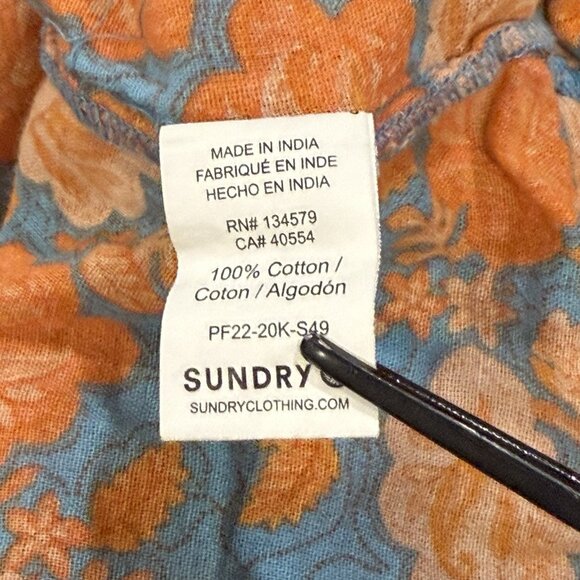 MADE IN INDIA
FABRIQUÉ EN INDE
HECHO EN INDIA
RN# 134579
CA# 40554
100% Cotton /
Coton / Algodón
PF22-20K-S49
SUNDRY
SUNDRYCLOTHING.COM